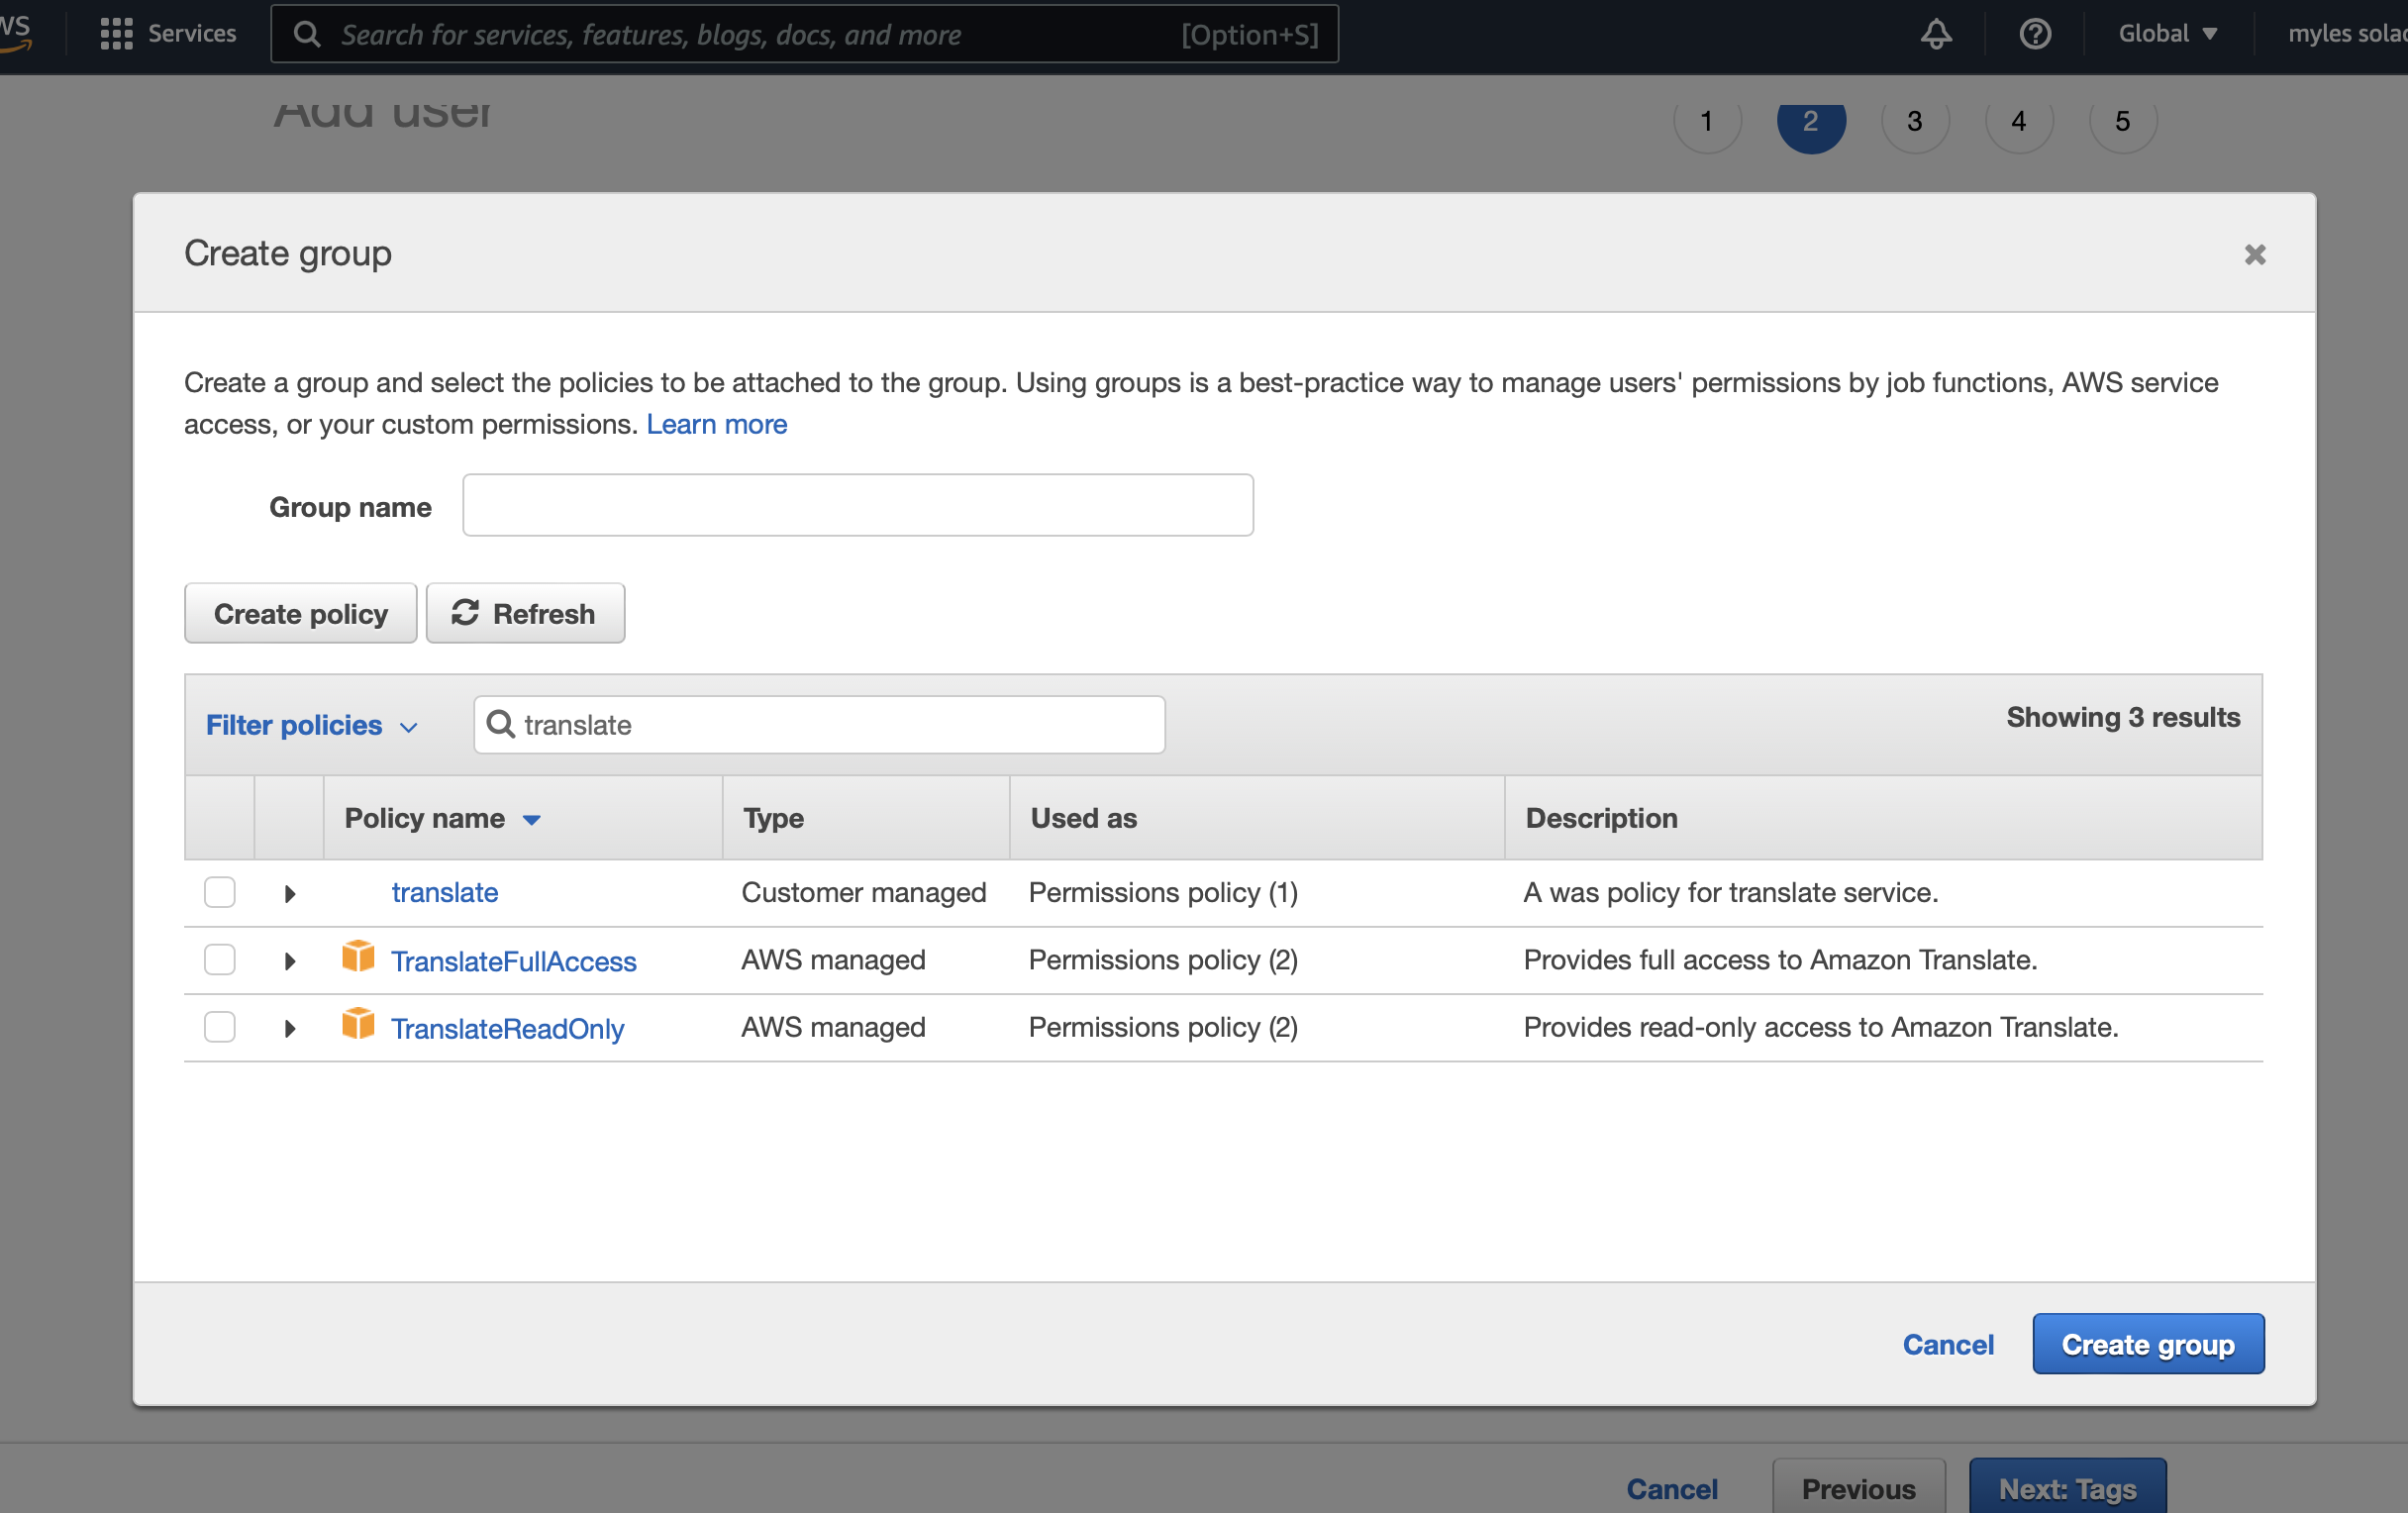 Services
Search for services, features, blogs, docs, and more [Option+S]
Global
myles
Add user
1 2 3 4 5
Create group
Create a group and select the policies to be attached to the group. Using groups is a best-practice way to manage users' permissions by job functions, AWS service
access, or your custom permissions. Learn more
Group name
Create policy Refresh
Filter policies translate Showing 3 results
Policy name Type Used as Description
translate Customer managed Permissions policy (1) A was policy for translate service.
TranslateFullAccess AWS managed Permissions policy (2) Provides full access to Amazon Translate.
TranslateReadOnly AWS managed Permissions policy (2) Provides read-only access to Amazon Translate.
Cancel Create group
Cancel Previous Next: Tags